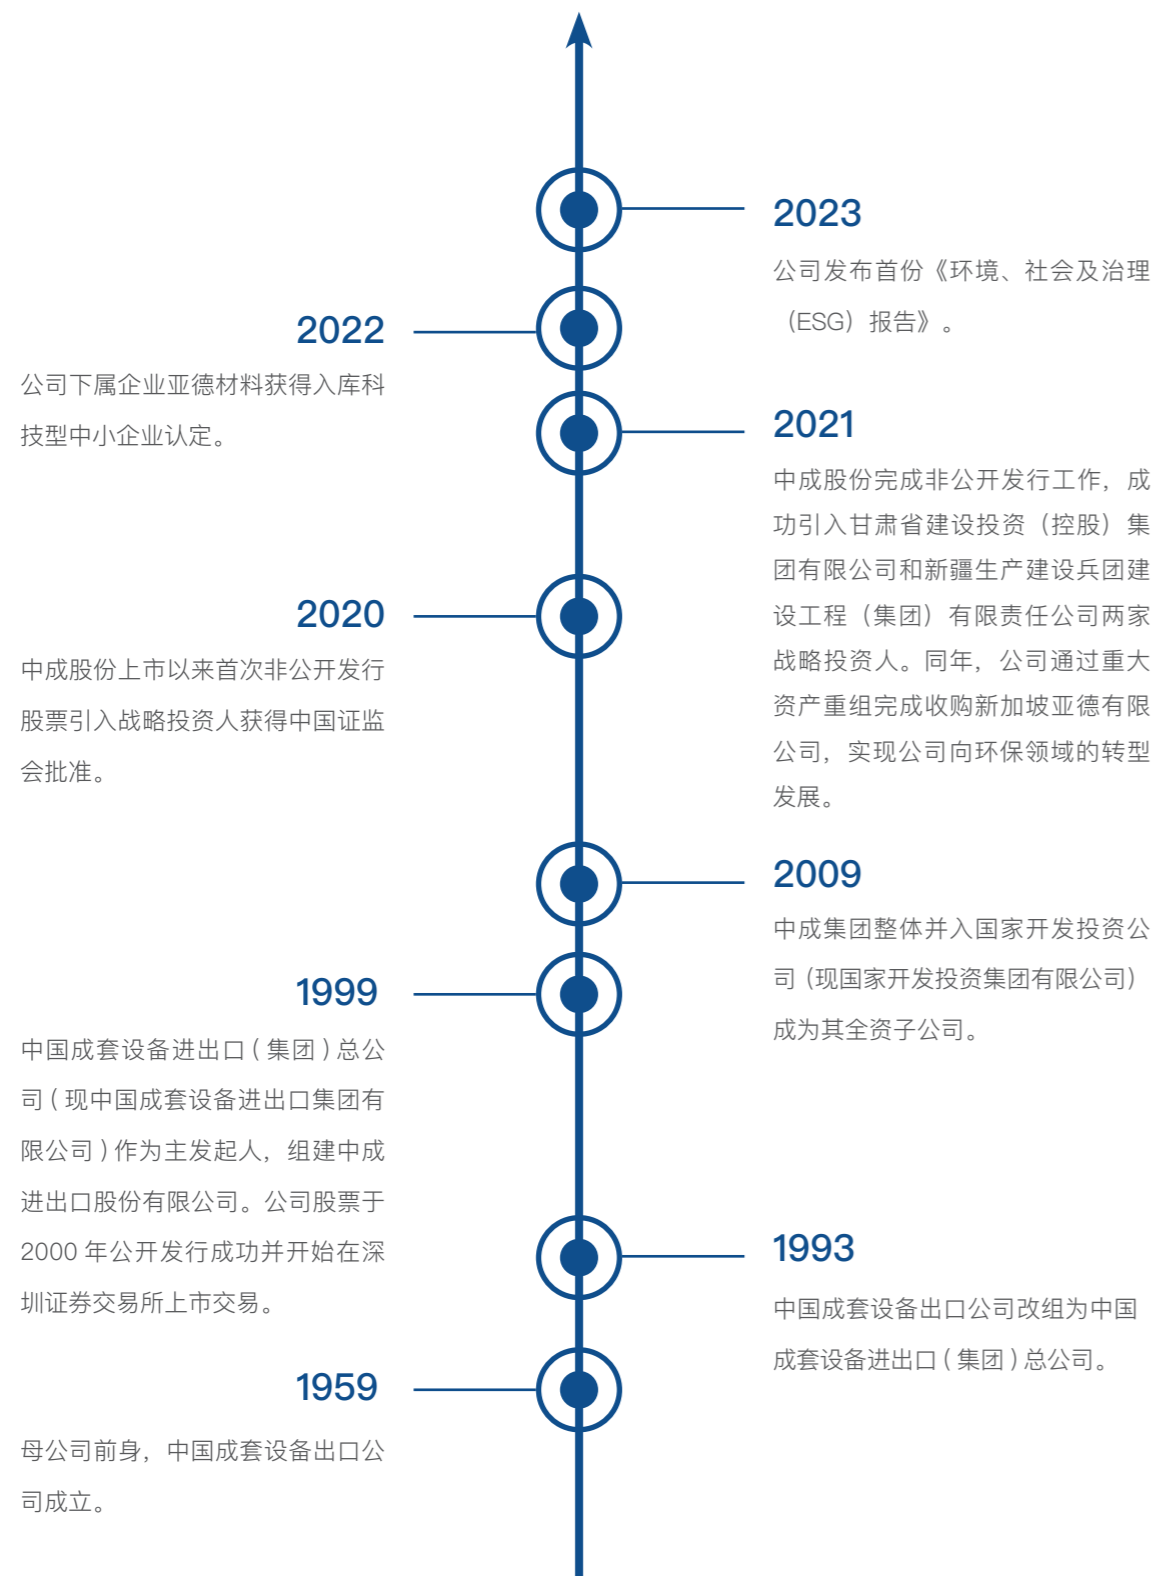 2023
公司发布首份《环境、社会及治理
（ESG）报告》。
2022
公司下属企业亚德材料获得入库科
技型中小企业认定。
2021
中成股份完成非公开发行工作，成
功引入甘肃省建设投资（控股）集
团有限公司和新疆生产建设兵团建
设工程（集团）有限责任公司两家
战略投资人。同年，公司通过重大
资产重组完成收购新加坡亚德有限
公司，实现公司向环保领域的转型
发展。
2020
中成股份上市以来首次非公开发行
股票引入战略投资人获得中国证监
会批准。
2009
中成集团整体并入国家开发投资公
司（现国家开发投资集团有限公司）
成为其全资子公司。
1999
中国成套设备进出口（集团）总公
司（现中国成套设备进出口集团有
限公司）作为主发起人，组建中成
进出口股份有限公司。公司股票于
2000 年公开发行成功并开始在深
圳证券交易所上市交易。
1993
中国成套设备出口公司改组为中国
成套设备进出口（集团）总公司。
1959
母公司前身，中国成套设备出口公
司成立。